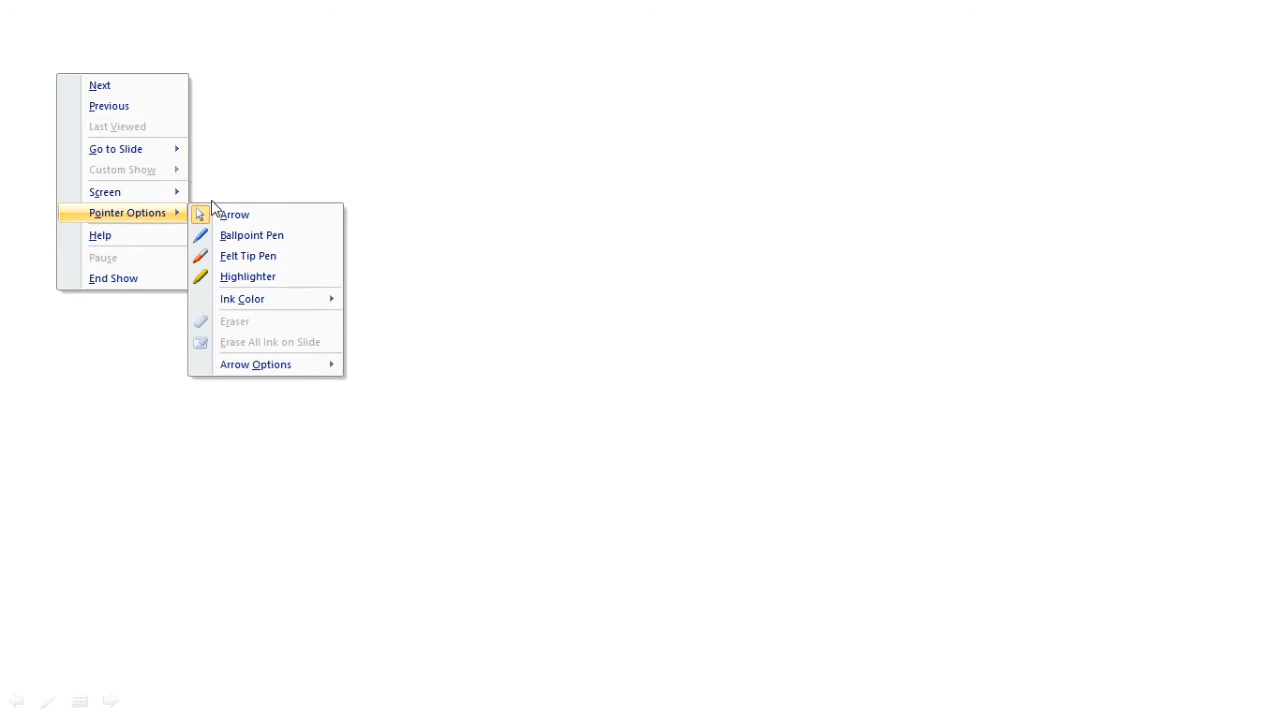 Next
Previous
Last Viewed
Go to Slide
Custom Show
Screen
Pointer Options
Help
Pause
End Show
Arrow
Ballpoint Pen
Felt Tip Pen
Highlighter
Ink Color
Eraser
Erase All Ink on Slide
Arrow Options